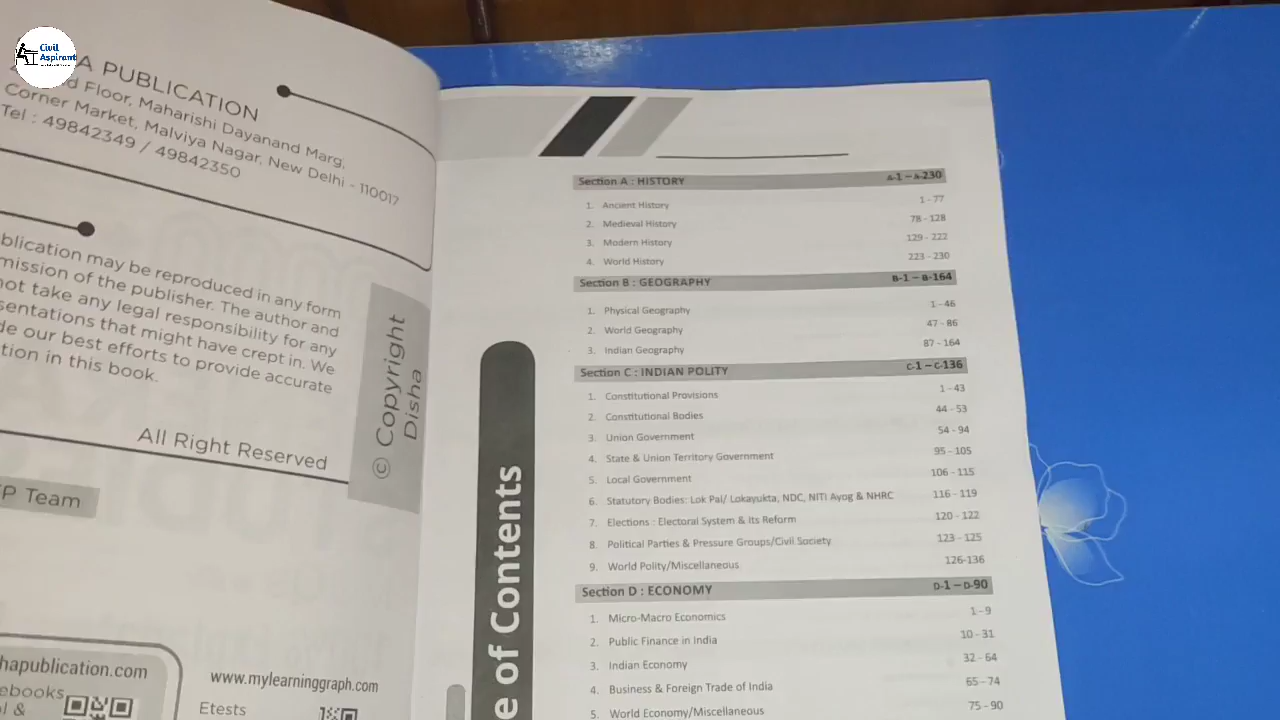 Civil
Aspirant
A PUBLICATION
Floor, Maharishi Dayanand Marg,
Corner Market, Malviya Nagar, New Delhi - 110017
Tel : 49842349 / 49842350
blication may be reproduced in any form
mission of the publisher. The author and
not take any legal responsibility for any
sentations that might have crept in. We
de our best efforts to provide accurate
tion in this book.
All Right Reserved
© Copyright
Disha
P Team
hapublication.com
ebooks
&
www.mylearninggraph.com
Etests
e of Contents
Section A : HISTORY A-1 – A-230
1. Ancient History 1 - 77
2. Medieval History 78 - 128
3. Modern History 129 - 222
4. World History 223 - 230
Section B : GEOGRAPHY B-1 – B-164
1. Physical Geography 1 - 46
2. World Geography 47 - 86
3. Indian Geography 87 - 164
Section C : INDIAN POLITY C-1 – C-136
1. Constitutional Provisions 1 - 43
2. Constitutional Bodies 44 - 53
3. Union Government 54 - 94
4. State & Union Territory Government 95 - 105
5. Local Government 106 - 115
6. Statutory Bodies: Lok Pal/ Lokayukta, NDC, NITI Ayog & NHRC 116 - 119
7. Elections : Electoral System & Its Reform 120 - 122
8. Political Parties & Pressure Groups/Civil Society 123 - 125
9. World Polity/Miscellaneous 126-136
Section D : ECONOMY D-1 – D-90
1. Micro-Macro Economics 1 - 9
2. Public Finance in India 10 - 31
3. Indian Economy 32 - 64
4. Business & Foreign Trade of India 65 - 74
5. World Economy/Miscellaneous 75 - 90